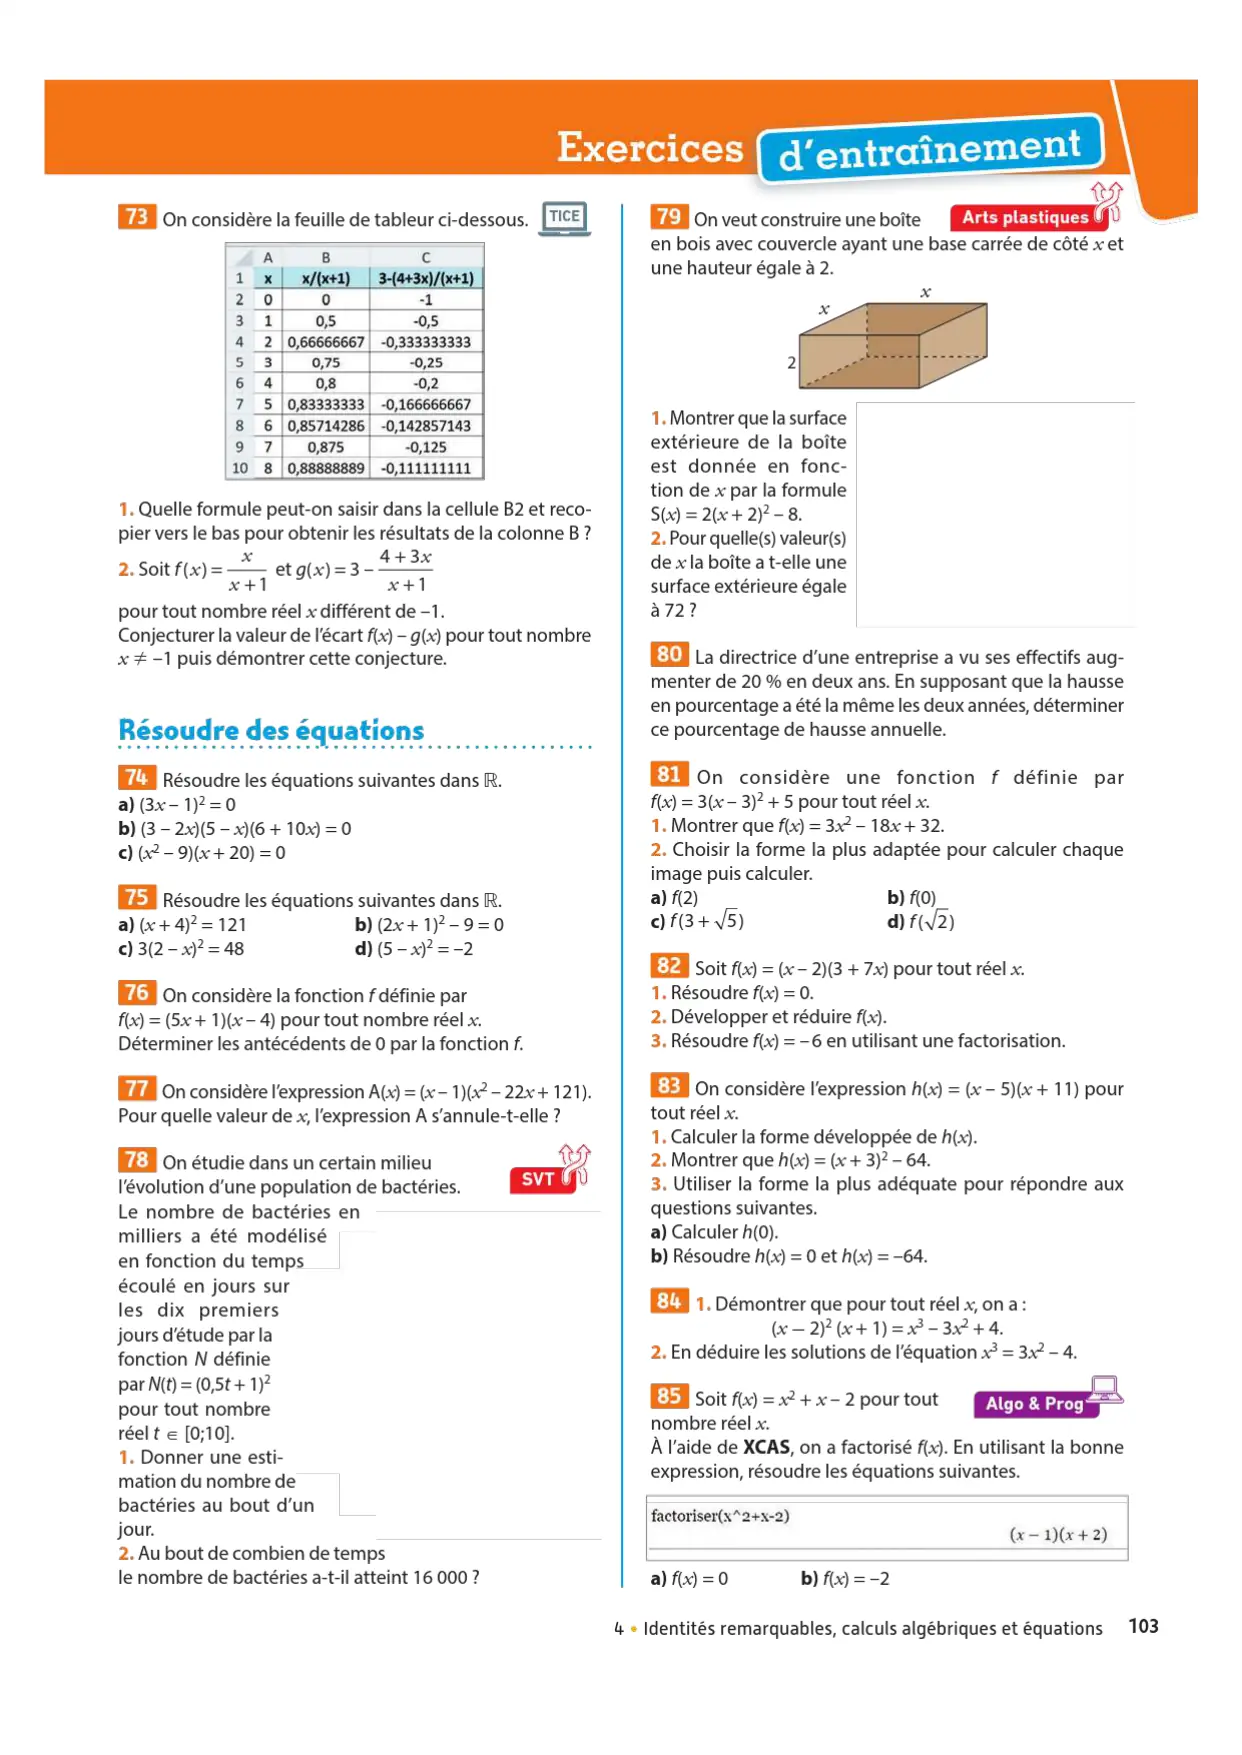 Exercices d'entraînement
73 On considère la feuille de tableur ci-dessous. TICE
A B C
1 x x/(x+1) 3-(4+3x)/(x+1)
2 0 0 -1
3 1 0,5 -0,5
4 2 0,66666667 -0,333333333
5 3 0,75 -0,25
6 4 0,8 -0,2
7 5 0,83333333 -0,166666667
8 6 0,85714286 -0,142857143
9 7 0,875 -0,125
10 8 0,88888889 -0,111111111
1. Quelle formule peut-on saisir dans la cellule B2 et reco-
pier vers le bas pour obtenir les résultats de la colonne B ?
2. Soit f(x) = x/(x + 1) et g(x) = 3 – (4 + 3x)/(x + 1)
pour tout nombre réel x différent de –1.
Conjecturer la valeur de l'écart f(x) – g(x) pour tout nombre
x ≠ –1 puis démontrer cette conjecture.
Résoudre des équations
74 Résoudre les équations suivantes dans ℝ.
a) (3x – 1)² = 0
b) (3 – 2x)(5 – x)(6 + 10x) = 0
c) (x² – 9)(x + 20) = 0
75 Résoudre les équations suivantes dans ℝ.
a) (x + 4)² = 121 b) (2x + 1)² – 9 = 0
c) 3(2 – x)² = 48 d) (5 – x)² = –2
76 On considère la fonction f définie par
f(x) = (5x + 1)(x – 4) pour tout nombre réel x.
Déterminer les antécédents de 0 par la fonction f.
77 On considère l'expression A(x) = (x – 1)(x² – 22x + 121).
Pour quelle valeur de x, l'expression A s'annule-t-elle ?
78 On étudie dans un certain milieu
l'évolution d'une population de bactéries. SVT
Le nombre de bactéries en
milliers a été modélisé
en fonction du temps
écoulé en jours sur
les dix premiers
jours d'étude par la
fonction N définie
par N(t) = (0,5t + 1)²
pour tout nombre
réel t ∈ [0;10].
1. Donner une esti-
mation du nombre de
bactéries au bout d'un
jour.
2. Au bout de combien de temps
le nombre de bactéries a-t-il atteint 16 000 ?
79 On veut construire une boîte Arts plastiques
en bois avec couvercle ayant une base carrée de côté x et
une hauteur égale à 2.
x
x
2
1. Montrer que la surface
extérieure de la boîte
est donnée en fonc-
tion de x par la formule
S(x) = 2(x + 2)² – 8.
2. Pour quelle(s) valeur(s)
de x la boîte a t-elle une
surface extérieure égale
à 72 ?
80 La directrice d'une entreprise a vu ses effectifs aug-
menter de 20 % en deux ans. En supposant que la hausse
en pourcentage a été la même les deux années, déterminer
ce pourcentage de hausse annuelle.
81 On considère une fonction f définie par
f(x) = 3(x – 3)² + 5 pour tout réel x.
1. Montrer que f(x) = 3x² – 18x + 32.
2. Choisir la forme la plus adaptée pour calculer chaque
image puis calculer.
a) f(2) b) f(0)
c) f(3 + √5) d) f(√2)
82 Soit f(x) = (x – 2)(3 + 7x) pour tout réel x.
1. Résoudre f(x) = 0.
2. Développer et réduire f(x).
3. Résoudre f(x) = –6 en utilisant une factorisation.
83 On considère l'expression h(x) = (x – 5)(x + 11) pour
tout réel x.
1. Calculer la forme développée de h(x).
2. Montrer que h(x) = (x + 3)² – 64.
3. Utiliser la forme la plus adéquate pour répondre aux
questions suivantes.
a) Calculer h(0).
b) Résoudre h(x) = 0 et h(x) = –64.
84 1. Démontrer que pour tout réel x, on a :
(x — 2)² (x + 1) = x³ – 3x² + 4.
2. En déduire les solutions de l'équation x³ = 3x² – 4.
85 Soit f(x) = x² + x – 2 pour tout Algo & Prog
nombre réel x.
À l'aide de XCAS, on a factorisé f(x). En utilisant la bonne
expression, résoudre les équations suivantes.
factoriser(x^2+x-2)
(x – 1)(x + 2)
a) f(x) = 0 b) f(x) = –2
4 • Identités remarquables, calculs algébriques et équations 103